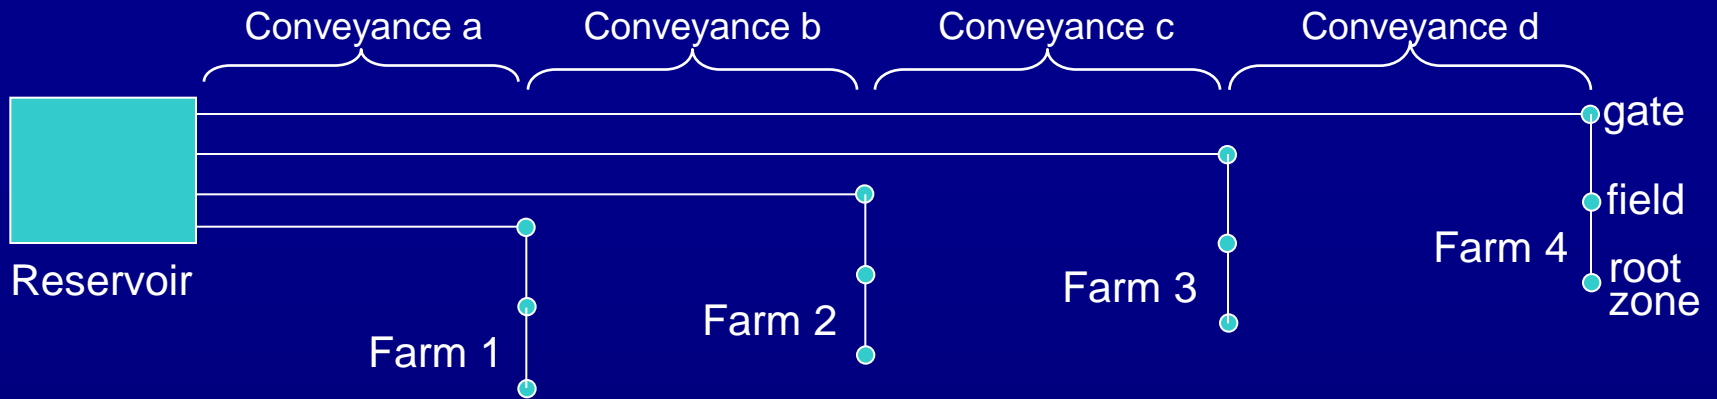 Conveyance a
Conveyance b
Conveyance c
Conveyance d
gate
field
root
zone
Reservoir
Farm 1
Farm 2
Farm 3
Farm 4